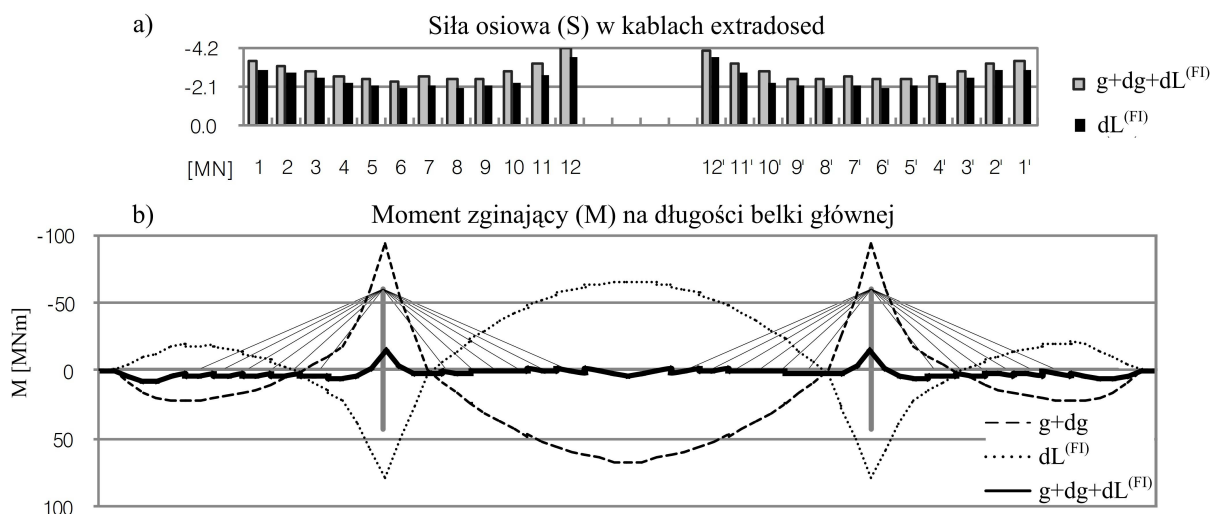 a) Siła osiowa (S) w kablach extradosed
-4.2
-2.1
0.0
g+dg+dL(FI)
dL(FI)
[MN] 1 2 3 4 5 6 7 8 9 10 11 12 12' 11' 10' 9' 8' 7' 6' 5' 4' 3' 2' 1'
b) Moment zginający (M) na długości belki głównej
-100
-50
0
50
100
M [MNm]
g+dg
dL(FI)
g+dg+dL(FI)